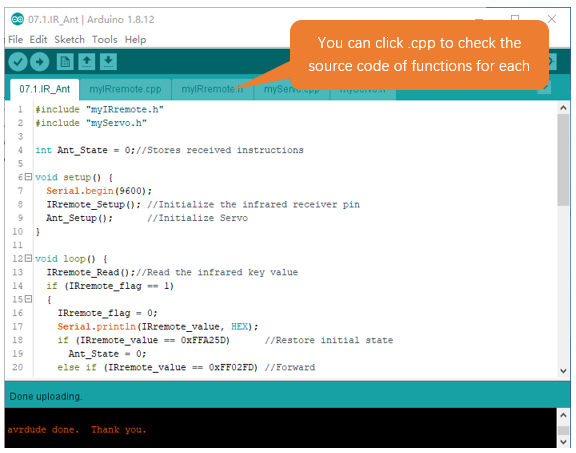 07.1.IR_Ant | Arduino 1.8.12
File Edit Sketch Tools Help
You can click .cpp to check the
source code of functions for each
07.1.IR_Ant myIRremote.cpp myIRremote.h myServo.cpp myServo.h
1 #include "myIRremote.h"
2 #include "myServo.h"
3
4 int Ant_State = 0;//Stores received instructions
5
6 void setup() {
7 Serial.begin(9600);
8 IRremote_Setup(); //Initialize the infrared receiver pin
9 Ant_Setup(); //Initialize Servo
10 }
11
12 void loop() {
13 IRremote_Read();//Read the infrared key value
14 if (IRremote_flag == 1)
15 {
16 IRremote_flag = 0;
17 Serial.println(IRremote_value, HEX);
18 if (IRremote_value == 0xFFA25D) //Restore initial state
19 Ant_State = 0;
20 else if (IRremote_value == 0xFF02FD) //Forward
Done uploading.
avrdude done. Thank you.